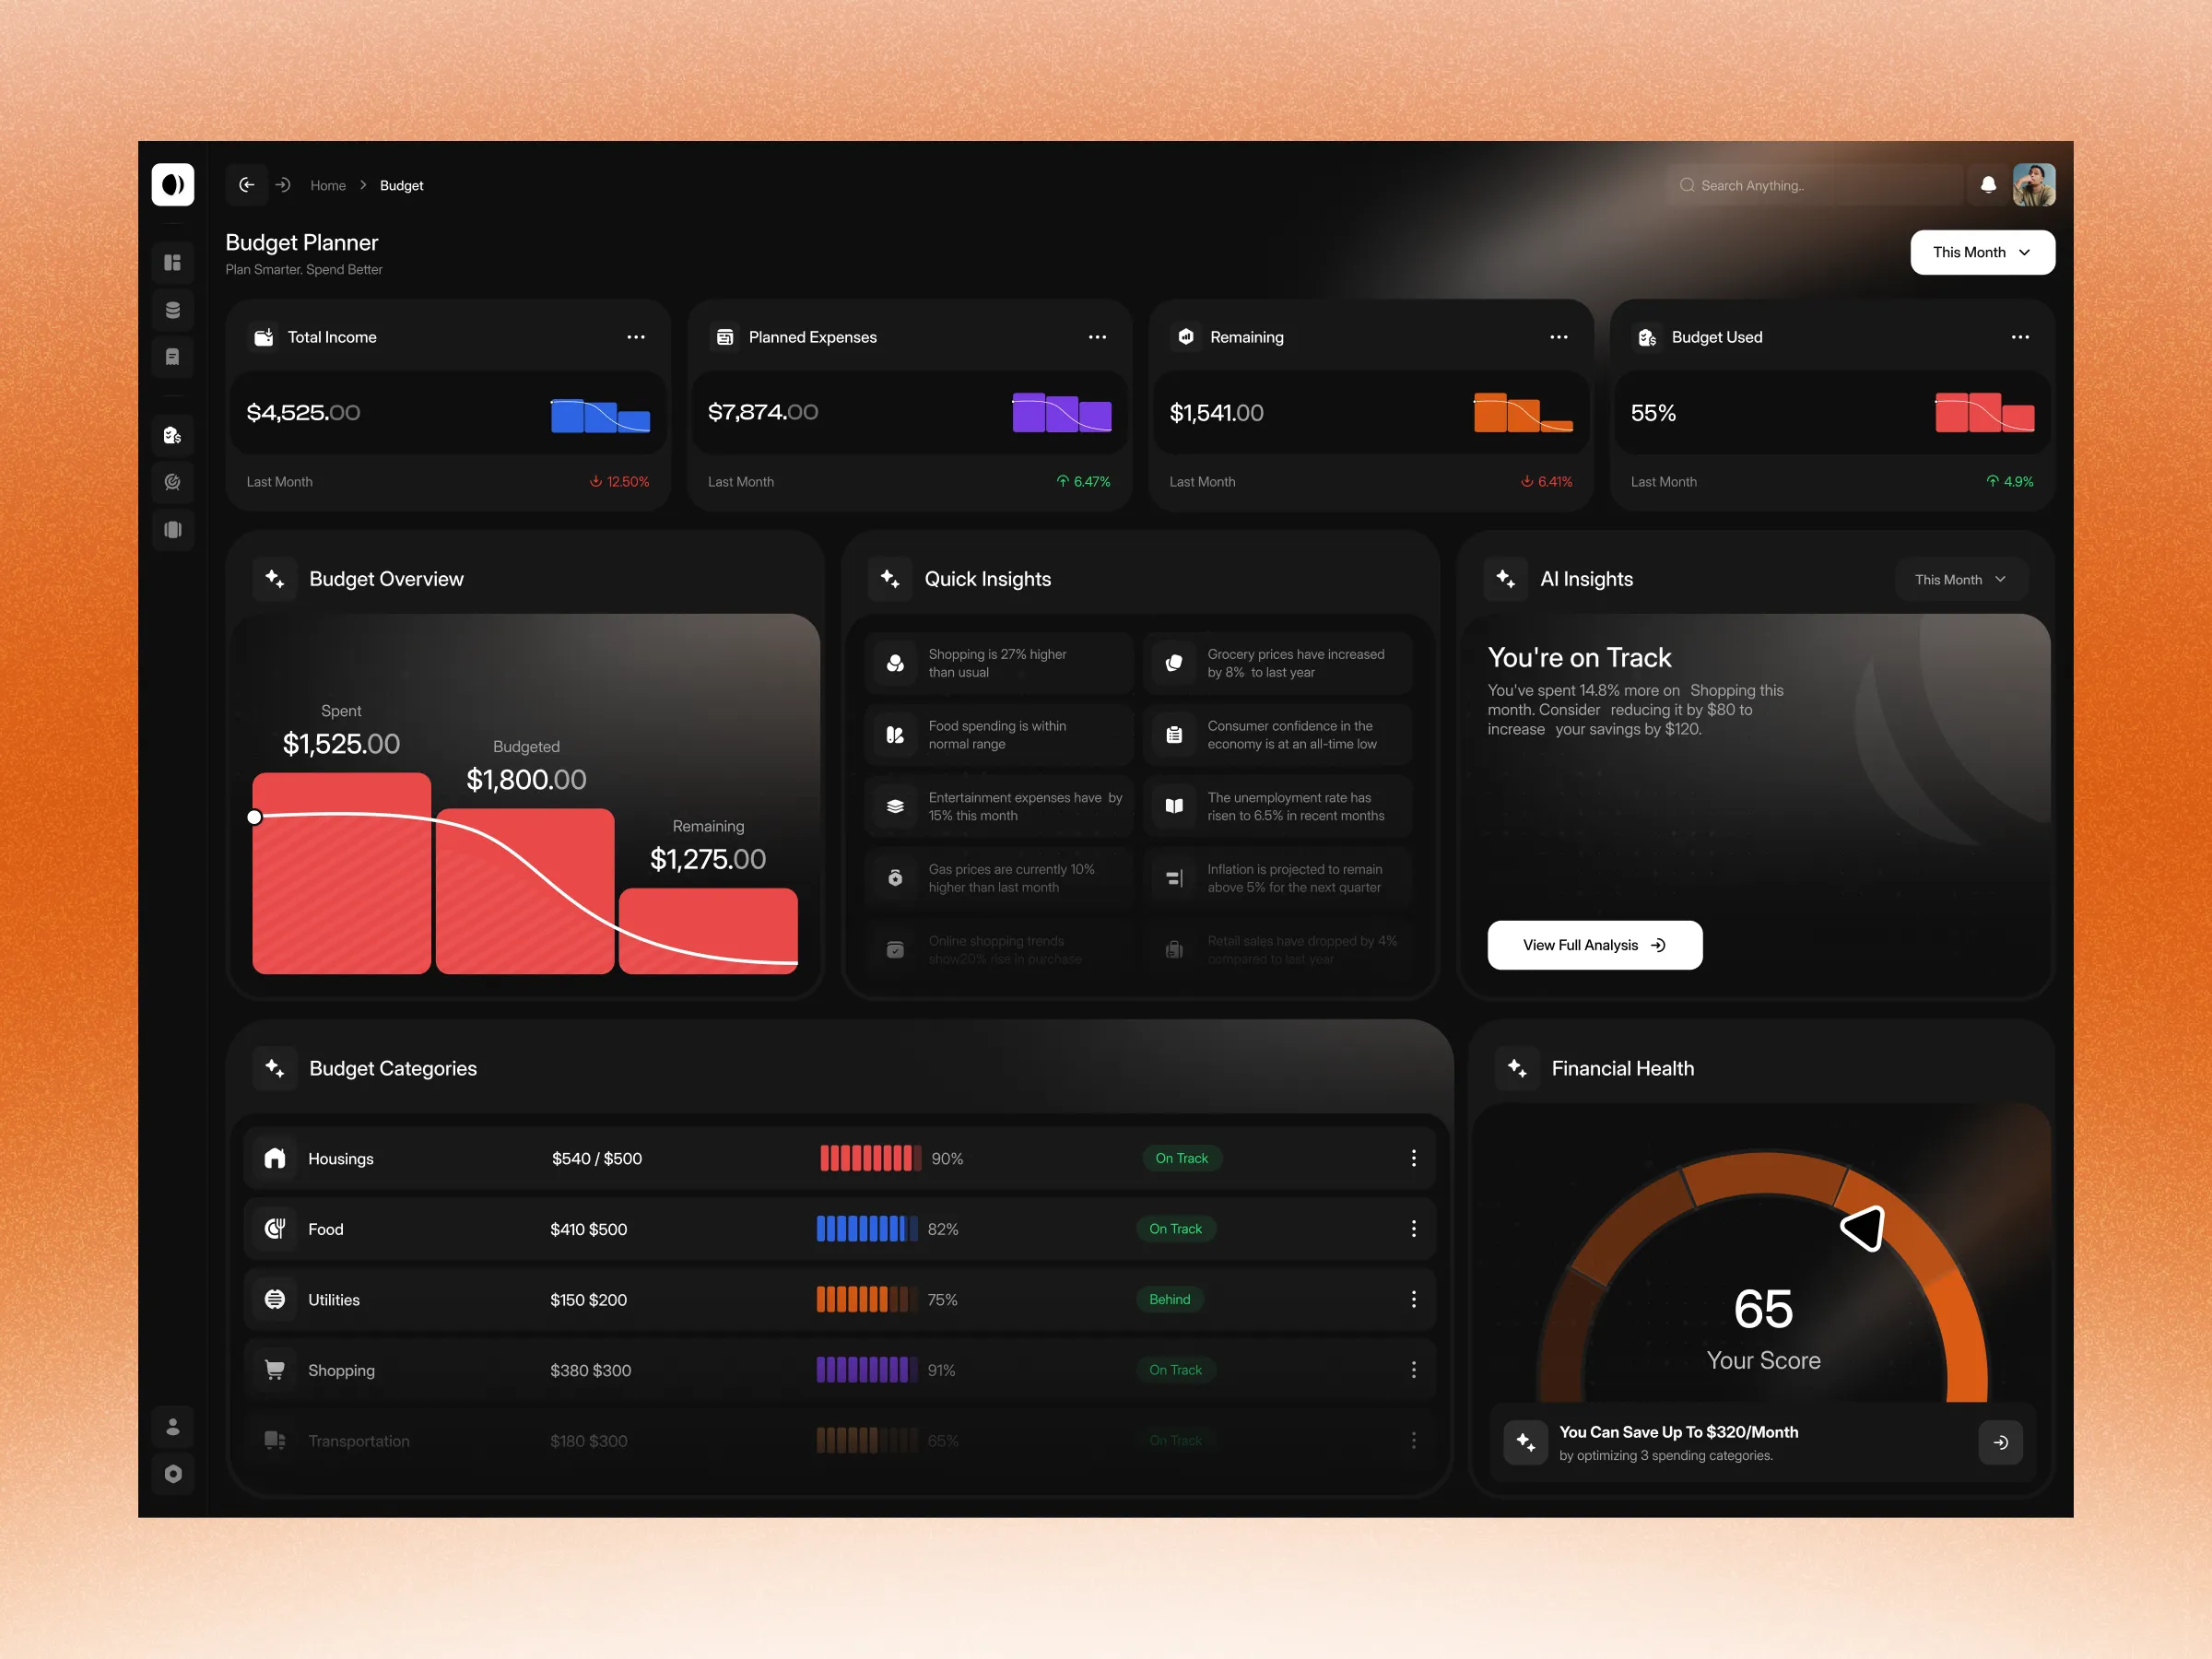 Home
Budget
Search Anything..
Budget Planner
Plan Smarter. Spend Better
This Month
Total Income
$4,525.00
Last Month
12.50%
Planned Expenses
$7,874.00
Last Month
6.47%
Remaining
$1,541.00
Last Month
6.41%
Budget Used
55%
Last Month
4.9%
Budget Overview
Spent
$1,525.00
Budgeted
$1,800.00
Remaining
$1,275.00
Quick Insights
Shopping is 27% higher
than usual
Grocery prices have increased
by 8% to last year
Food spending is within
normal range
Consumer confidence in the
economy is at an all-time low
Entertainment expenses have by
15% this month
The unemployment rate has
risen to 6.5% in recent months
Gas prices are currently 10%
higher than last month
Inflation is projected to remain
above 5% for the next quarter
Online shopping trends
show20% rise in purchase
Retail sales have dropped by 4%
compared to last year
AI Insights
This Month
You're on Track
You've spent 14.8% more on Shopping this
month. Consider reducing it by $80 to
increase your savings by $120.
View Full Analysis
Budget Categories
Housings
$540 / $500
90%
On Track
Food
$410 $500
82%
On Track
Utilities
$150 $200
75%
Behind
Shopping
$380 $300
91%
On Track
Transportation
$180 $300
65%
On Track
Financial Health
65
Your Score
You Can Save Up To $320/Month
by optimizing 3 spending categories.